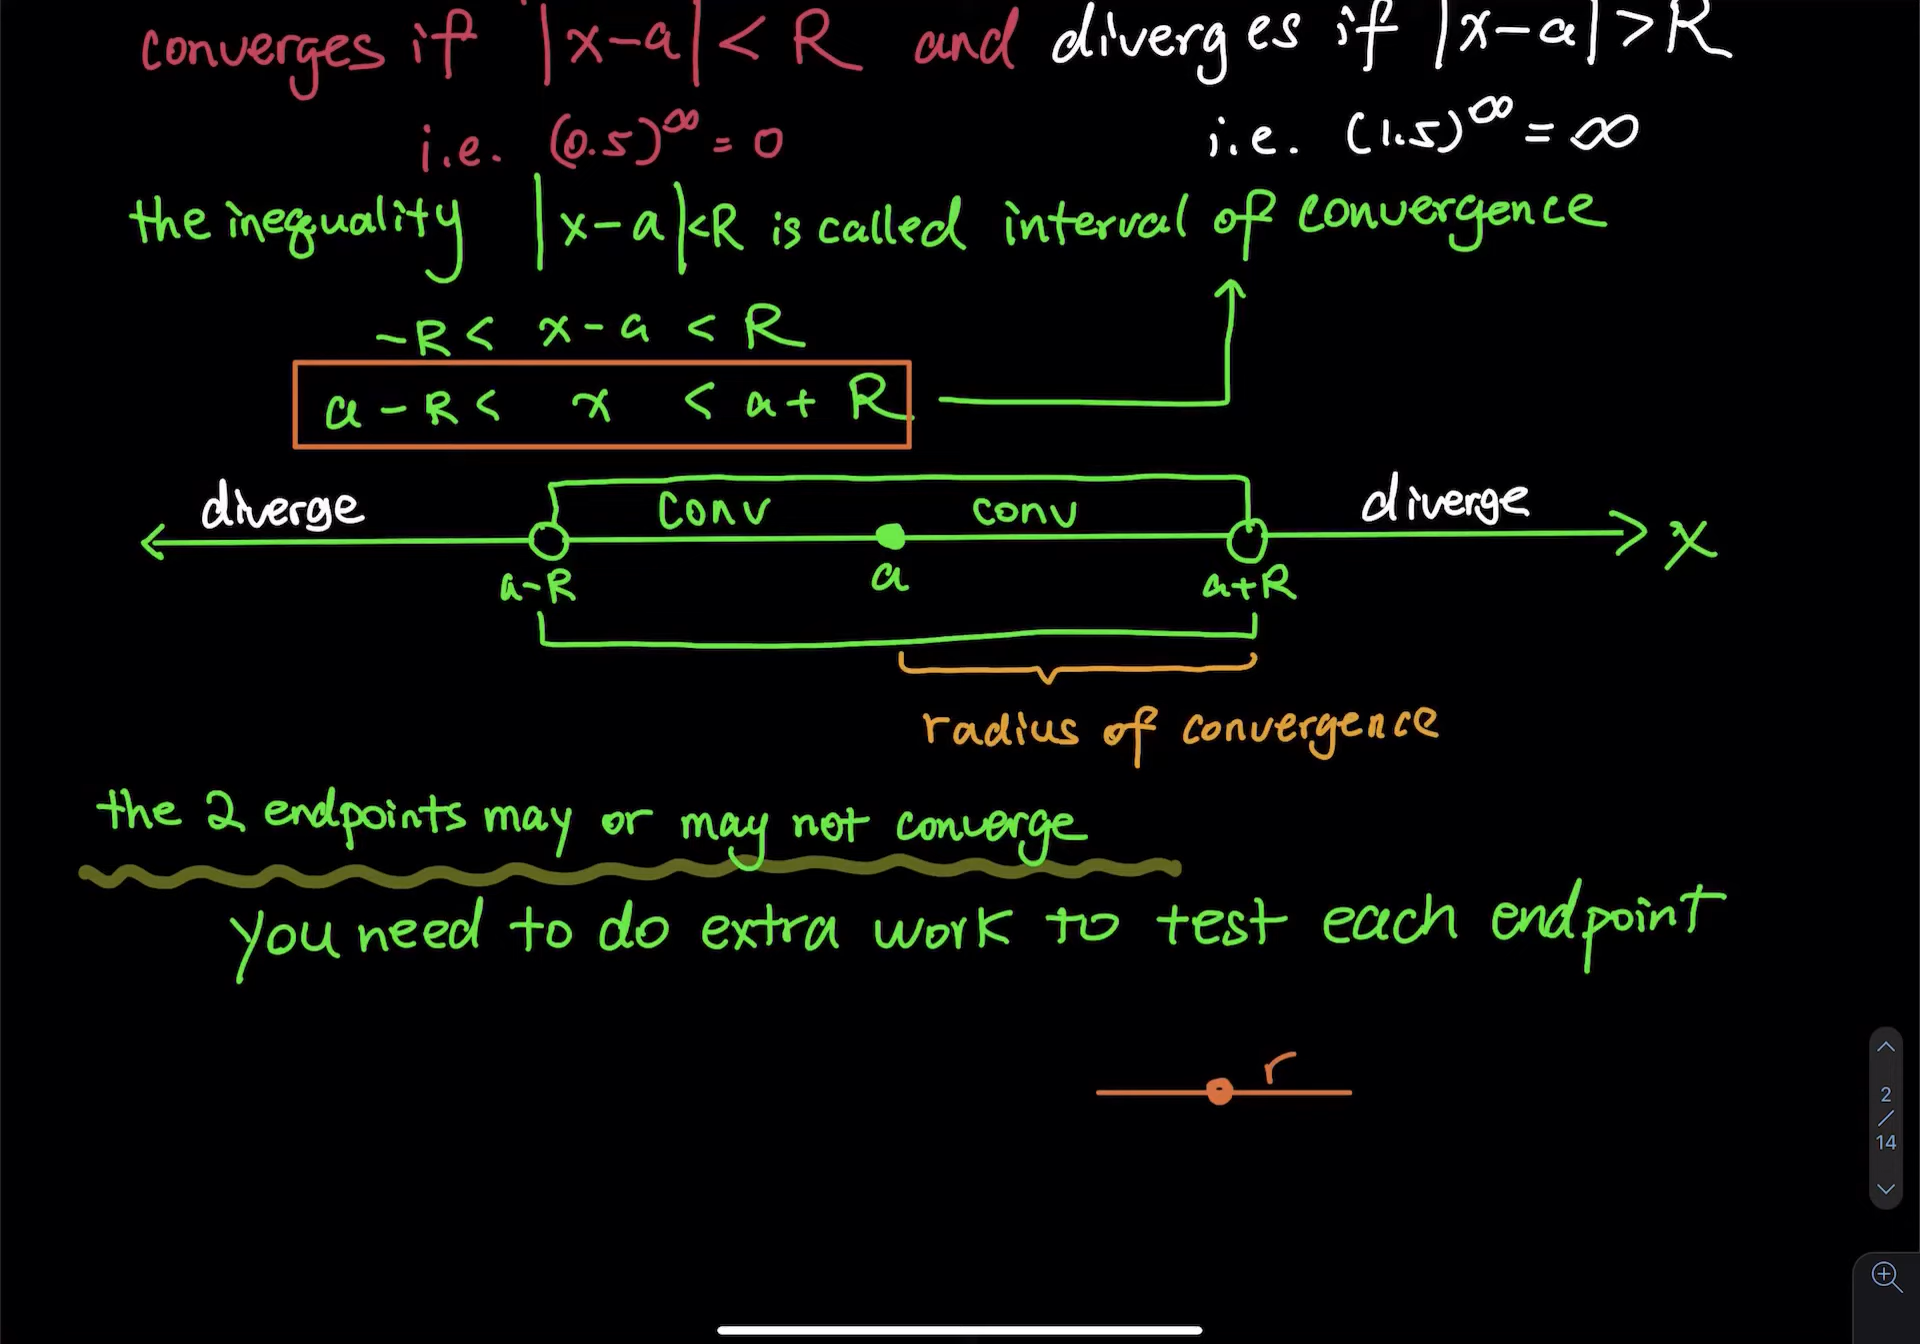 converges if |x-a| < R and diverges if |x-a| > R
i.e. (0.5)^∞ = 0 i.e. (1.5)^∞ = ∞
the inequality |x-a|<R is called interval of convergence
-R < x-a < R
a-R < x < a+R
diverge conv conv diverge
x
a-R a a+R
radius of convergence
the 2 endpoints may or may not converge
you need to do extra work to test each endpoint
r
2
/
14